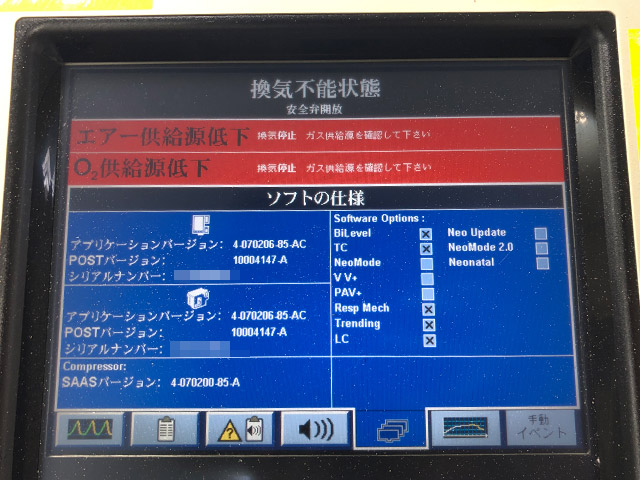 換気不能状態
安全弁開放
エアー供給源低下 換気停止 ガス供給源を確認して下さい
O₂供給源低下 換気停止 ガス供給源を確認して下さい
ソフトの仕様
アプリケーションバージョン: 4-070206-85-AC
POSTバージョン: 10004147-A
シリアルナンバー:
アプリケーションバージョン: 4-070206-85-AC
POSTバージョン: 10004147-A
シリアルナンバー:
Compressor:
SAASバージョン: 4-070200-85-A
Software Options :
BiLevel
TC
NeoMode
V V+
PAV+
Resp Mech
Trending
LC
Neo Update
NeoMode 2.0
Neonatal
手動
イベント